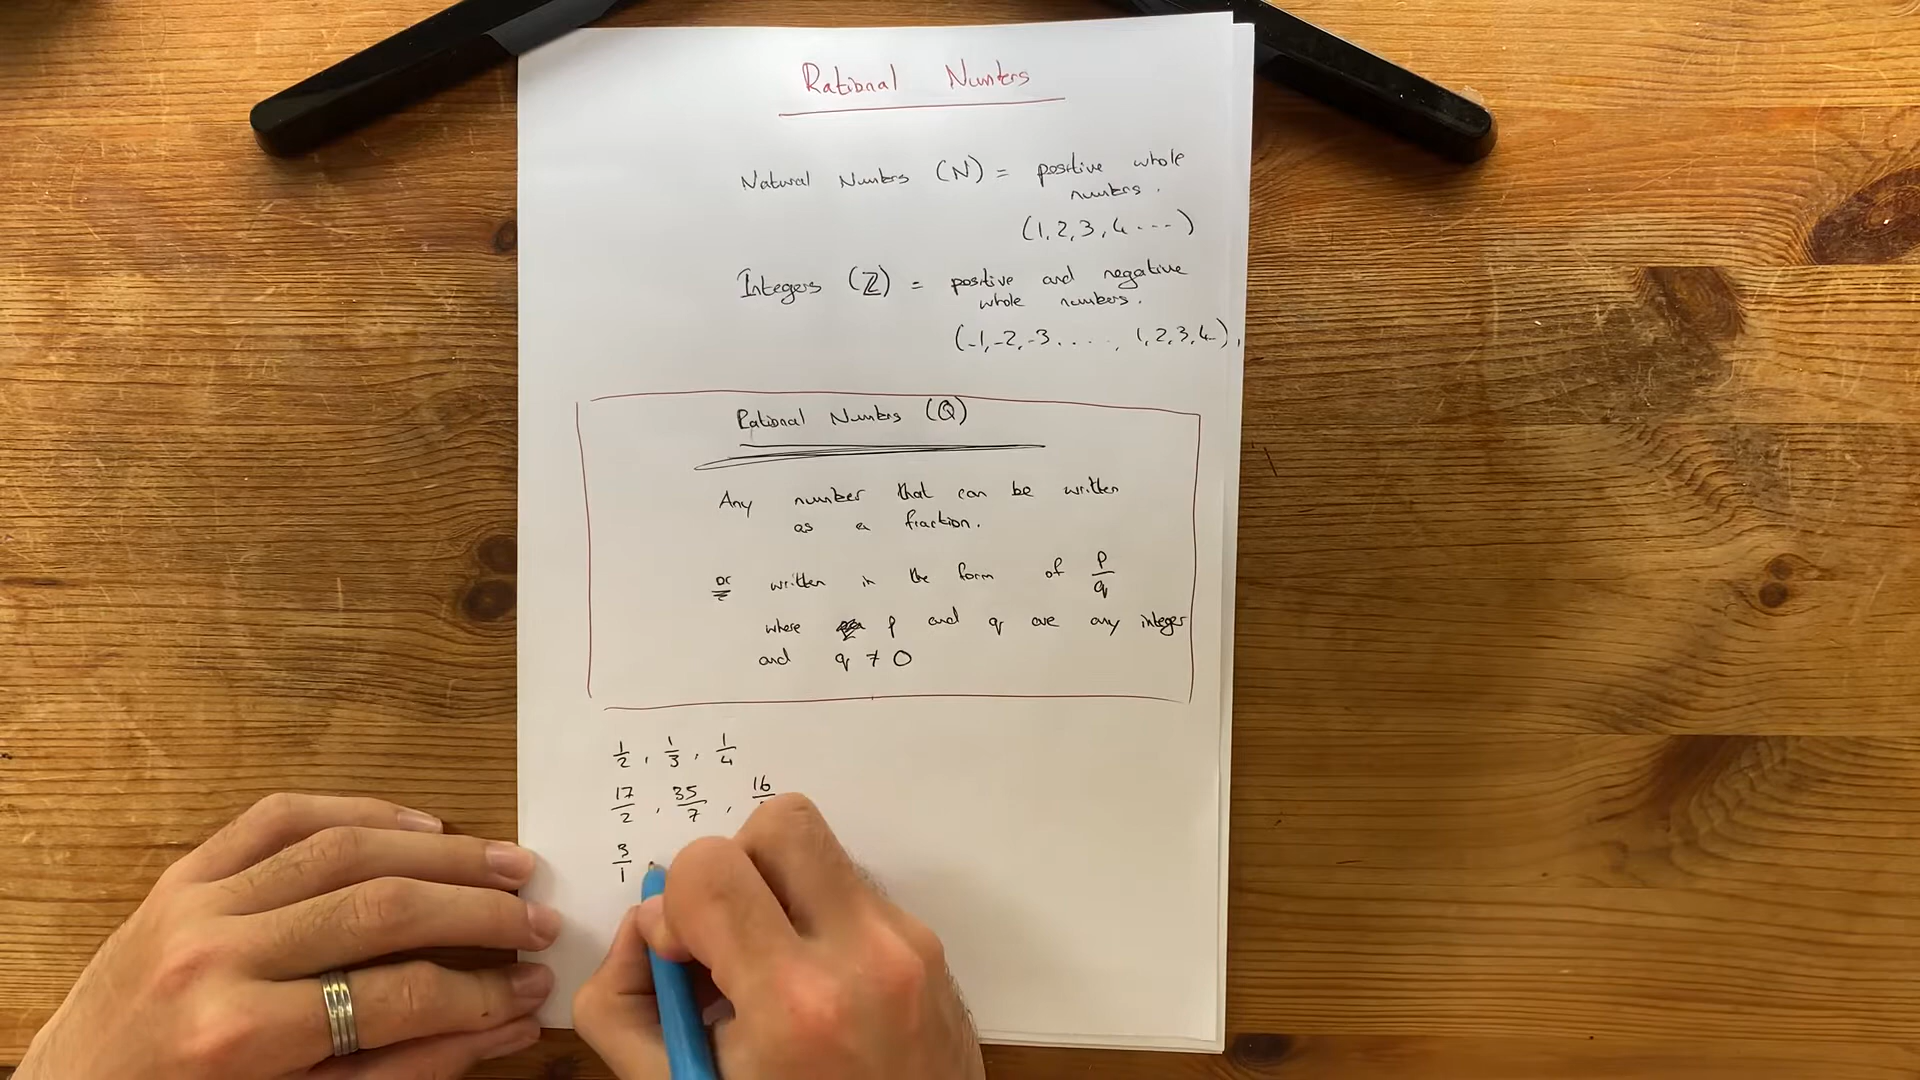 Rational Numbers
Natural Numbers (N) = positive whole
numbers.
(1, 2, 3, 4 ....)
Integers (ℤ) = positive and negative
whole numbers.
(-1, -2, -3 ....., 1, 2, 3, 4).
Rational Numbers (ℚ)
Any number that can be written
as a fraction.
or written in the form of p/q
where p and q are any integer
and q ≠ 0
1/2, 1/3, 1/4
17/2, 35/7, 16/
3/1